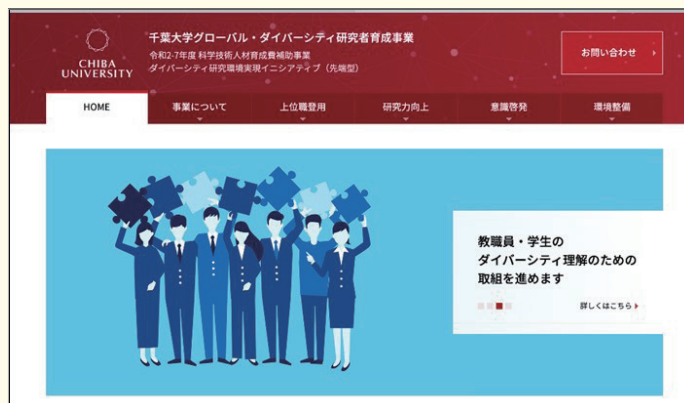 CHIBA
UNIVERSITY
千葉大学グローバル・ダイバーシティ研究者育成事業
令和2-7年度 科学技術人材育成費補助事業
ダイバーシティ研究環境実現イニシアティブ（先端型）
お問い合わせ
HOME
事業について
上位職登用
研究力向上
意識啓発
環境整備
教職員・学生の
ダイバーシティ理解のための
取組を進めます
詳しくはこちら